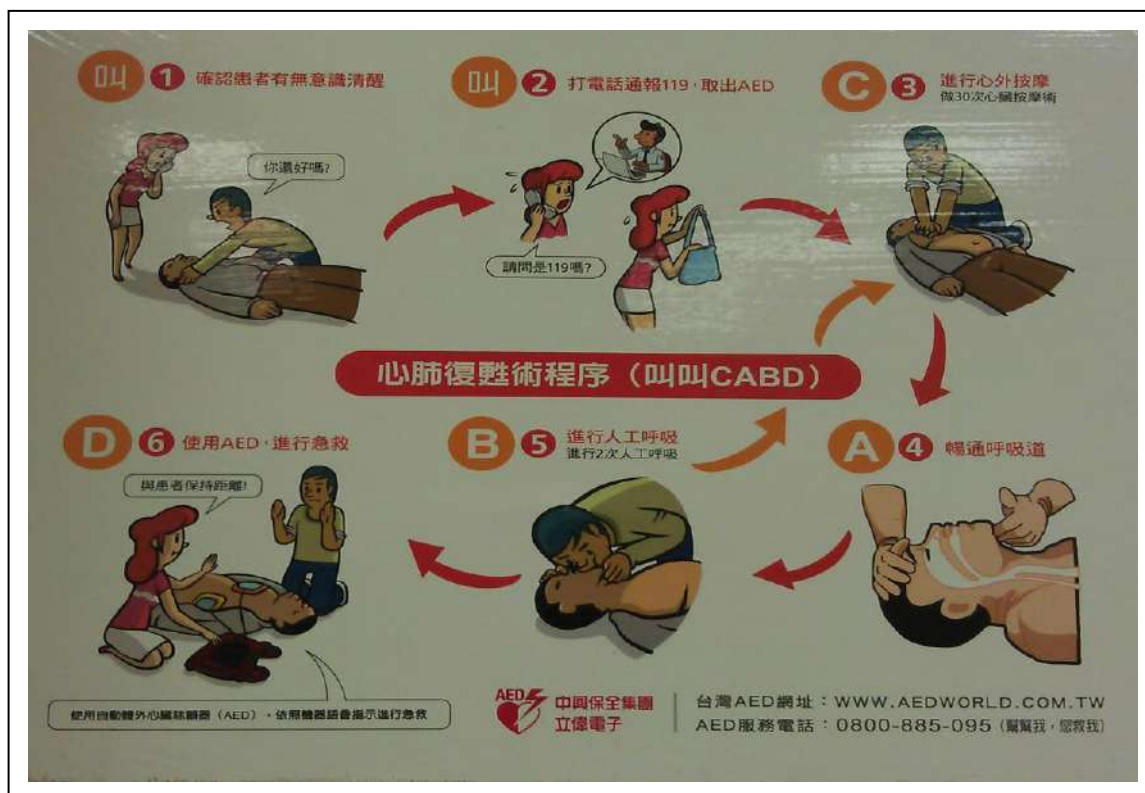 叫 1 確認患者有無意識清醒
你還好嗎?
叫 2 打電話通報119，取出AED
請問是119嗎?
C 3 進行心外按摩
做30次心臟按摩術
心肺復甦術程序（叫叫CABD）
A 4 暢通呼吸道
B 5 進行人工呼吸
進行2次人工呼吸
D 6 使用AED，進行急救
與患者保持距離!
使用自動體外心臟除顫器（AED），依照機器語音指示進行急救
AED 中興保全集團
立偉電子
台灣AED網址：WWW.AEDWORLD.COM.TW
AED服務電話：0800-885-095（幫幫我，您救我）